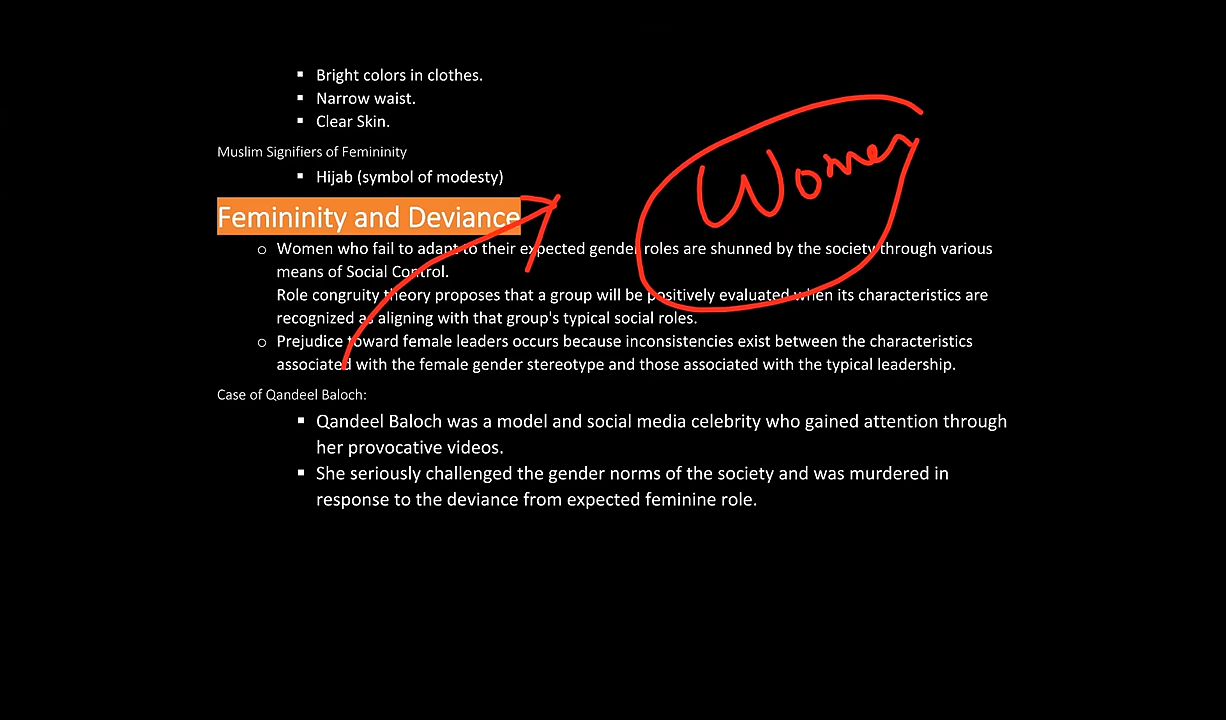 ▪ Bright colors in clothes.
▪ Narrow waist.
▪ Clear Skin.
Muslim Signifiers of Femininity
▪ Hijab (symbol of modesty)
Women
Femininity and Deviance
o Women who fail to adapt to their expected gender roles are shunned by the society through various
means of Social Control.
Role congruity theory proposes that a group will be positively evaluated when its characteristics are
recognized as aligning with that group's typical social roles.
o Prejudice toward female leaders occurs because inconsistencies exist between the characteristics
associated with the female gender stereotype and those associated with the typical leadership.
Case of Qandeel Baloch:
▪ Qandeel Baloch was a model and social media celebrity who gained attention through
her provocative videos.
▪ She seriously challenged the gender norms of the society and was murdered in
response to the deviance from expected feminine role.